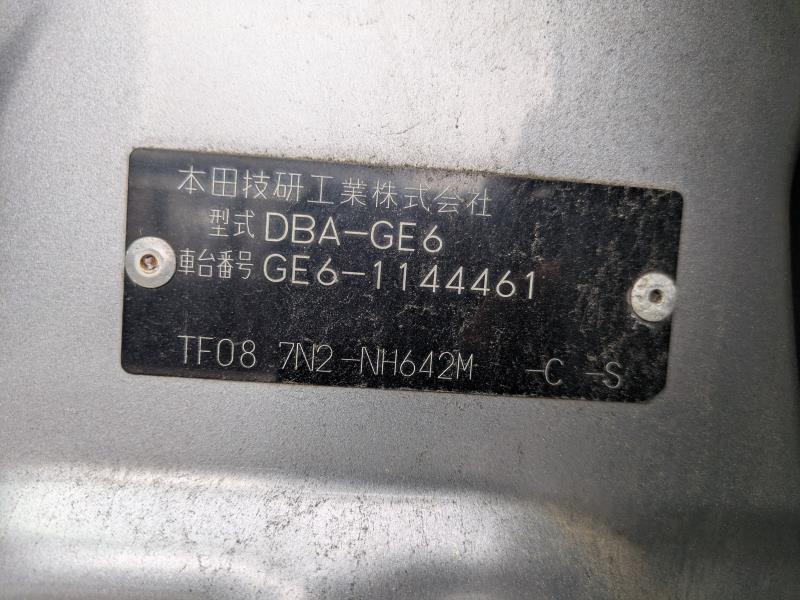 本田技研工業株式会社
型式 DBA-GE6
車台番号 GE6-1144461
TF08 7N2-NH642M -C -S